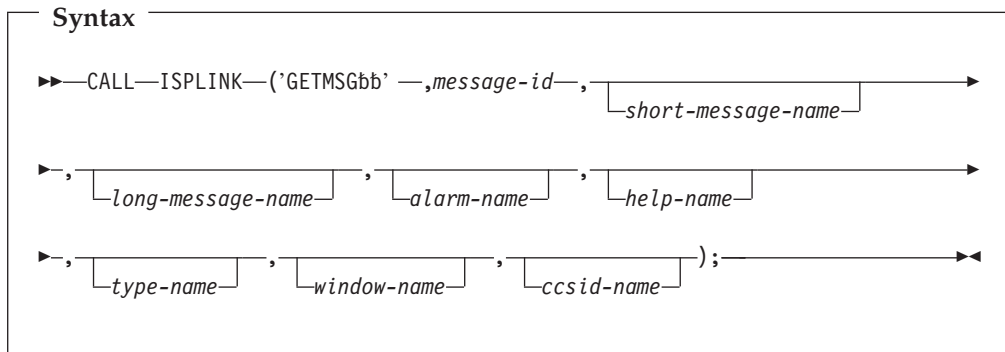 Syntax
CALL ISPLINK ('GETMSGƀƀ' ,message-id ,
short-message-name
, , , 
long-message-name alarm-name help-name
, , , );
type-name window-name ccsid-name